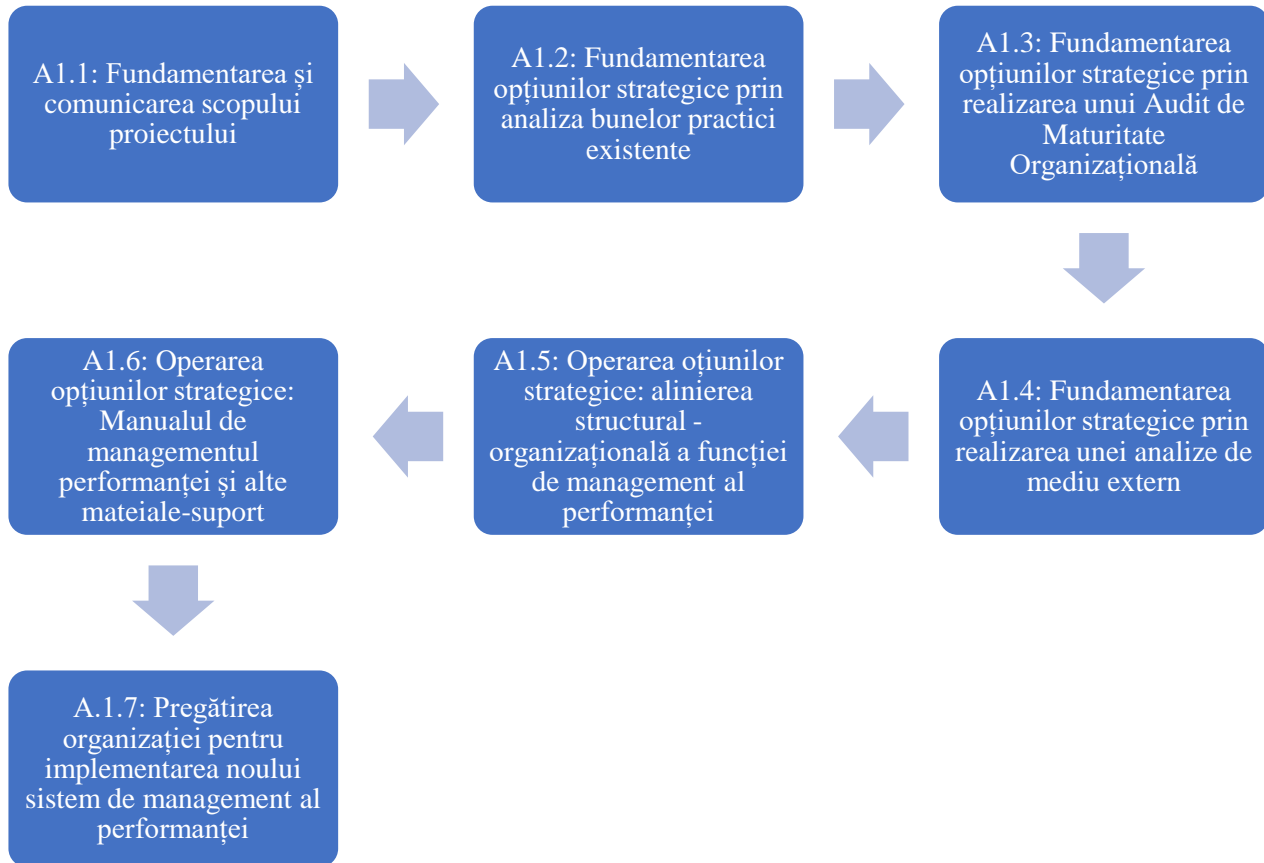 A1.1: Fundamentarea și
comunicarea scopului
proiectului
A1.2: Fundamentarea
opțiunilor strategice prin
analiza bunelor practici
existente
A1.3: Fundamentarea
opțiunilor strategice prin
realizarea unui Audit de
Maturitate
Organizațională
A1.4: Fundamentarea
opțiunilor strategice prin
realizarea unei analize de
mediu extern
A1.5: Operarea oțiunilor
strategice: alinierea
structural -
organizațională a funcției
de management al
performanței
A1.6: Operarea
opțiunilor strategice:
Manualul de
managementul
performanței și alte
mateiale-suport
A.1.7: Pregătirea
organizației pentru
implementarea noului
sistem de management al
performanței